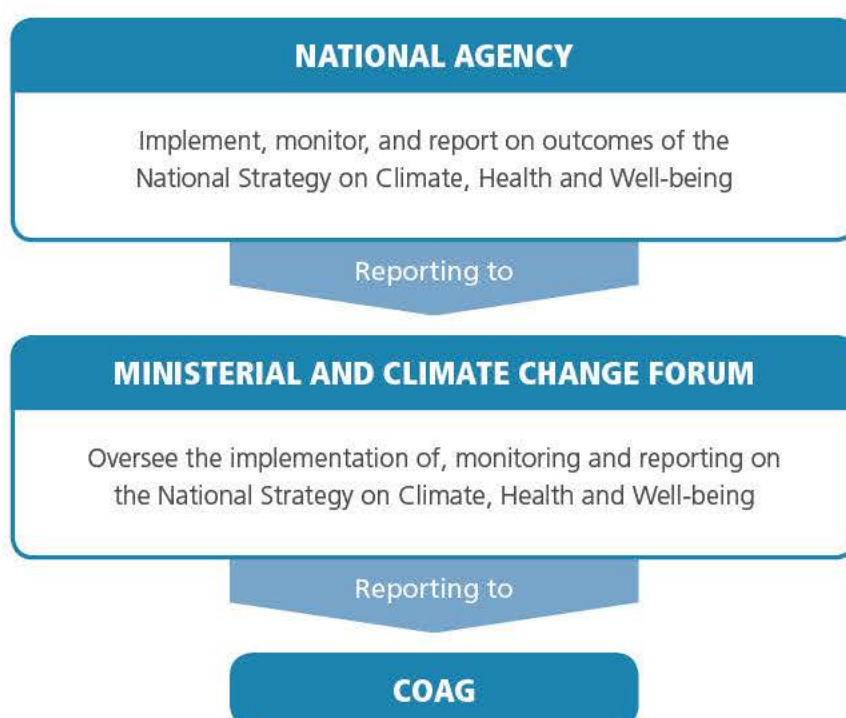 NATIONAL AGENCY
Implement, monitor, and report on outcomes of the
National Strategy on Climate, Health and Well-being
Reporting to
MINISTERIAL AND CLIMATE CHANGE FORUM
Oversee the implementation of, monitoring and reporting on
the National Strategy on Climate, Health and Well-being
Reporting to
COAG